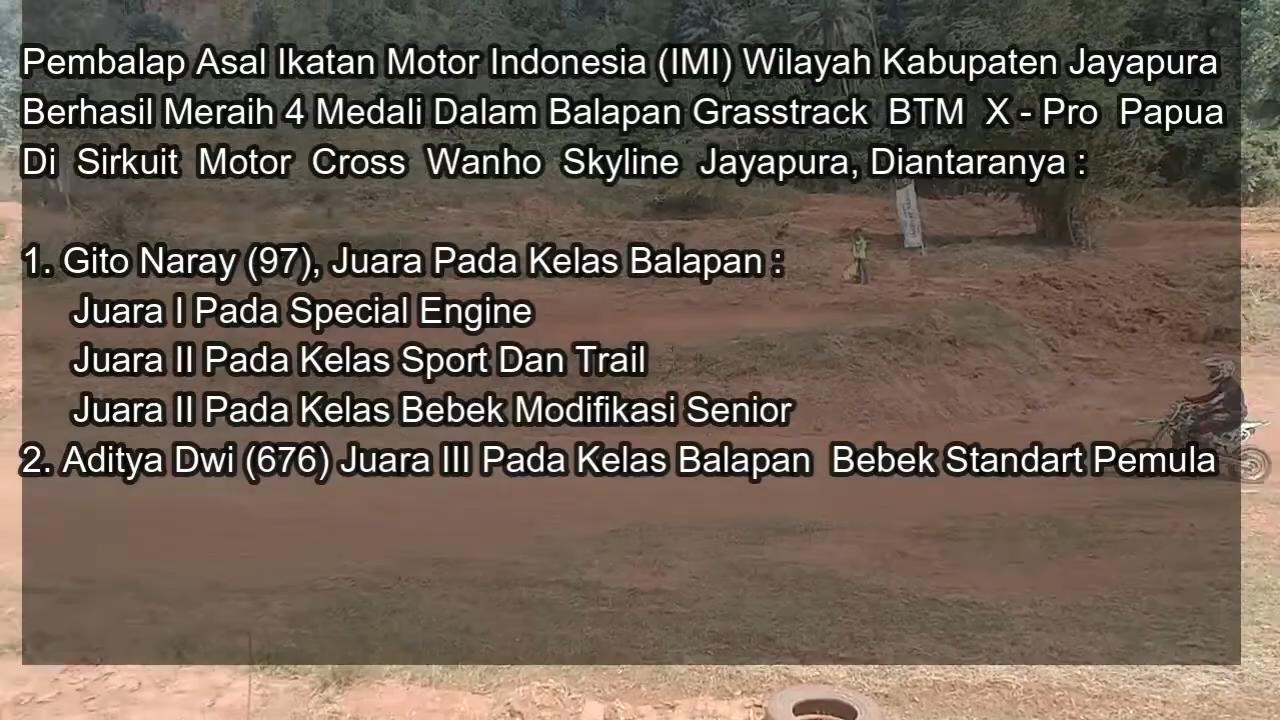 Pembalap Asal Ikatan Motor Indonesia (IMI) Wilayah Kabupaten Jayapura
Berhasil Meraih 4 Medali Dalam Balapan Grasstrack BTM X - Pro Papua
Di Sirkuit Motor Cross Wanho Skyline Jayapura, Diantaranya :
1. Gito Naray (97), Juara Pada Kelas Balapan :
Juara I Pada Special Engine
Juara II Pada Kelas Sport Dan Trail
Juara II Pada Kelas Bebek Modifikasi Senior
2. Aditya Dwi (676) Juara III Pada Kelas Balapan Bebek Standart Pemula